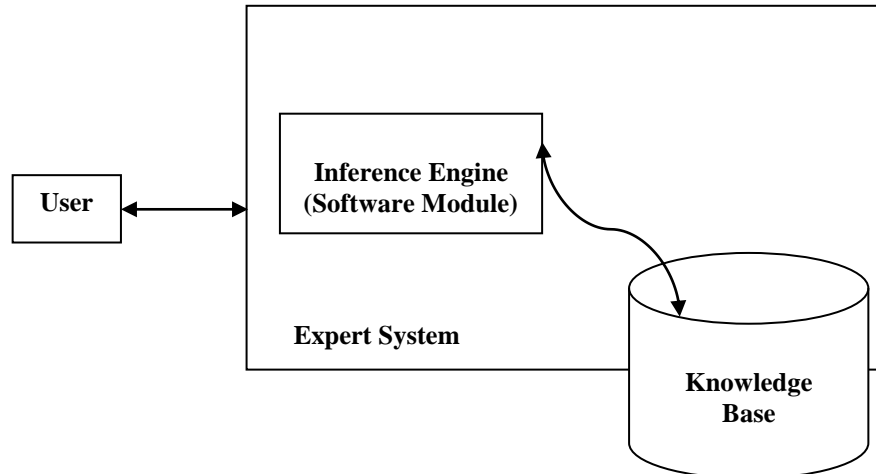 User
Inference Engine
(Software Module)
Expert System
Knowledge
Base